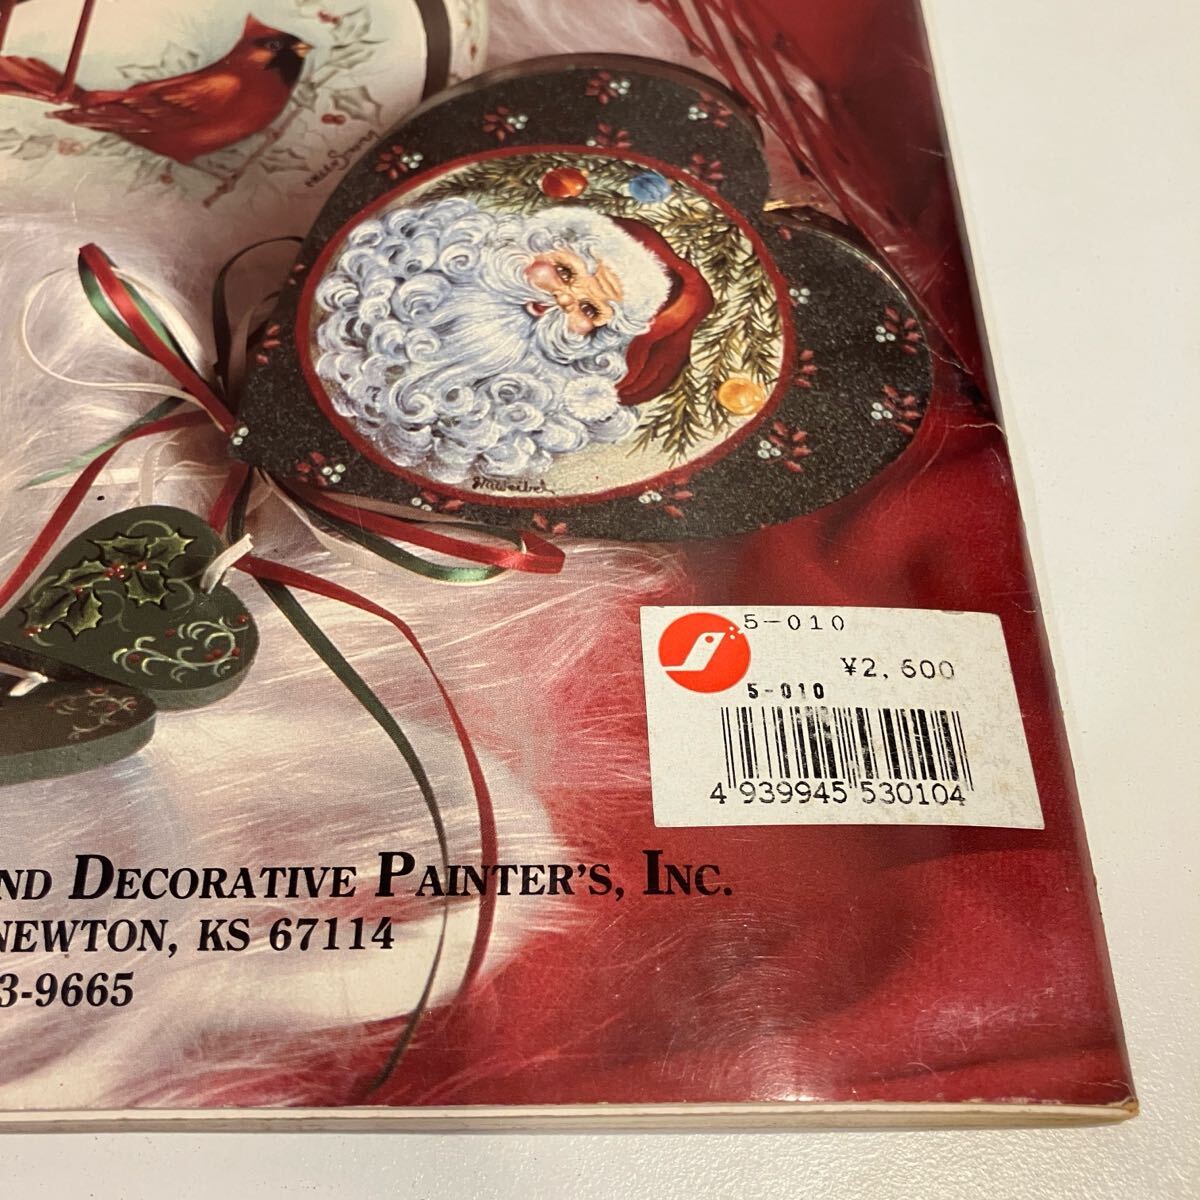 5-010
¥2,600
5-010
4 939945 530104
ND DECORATIVE PAINTER'S, INC.
NEWTON, KS 67114
3-9665